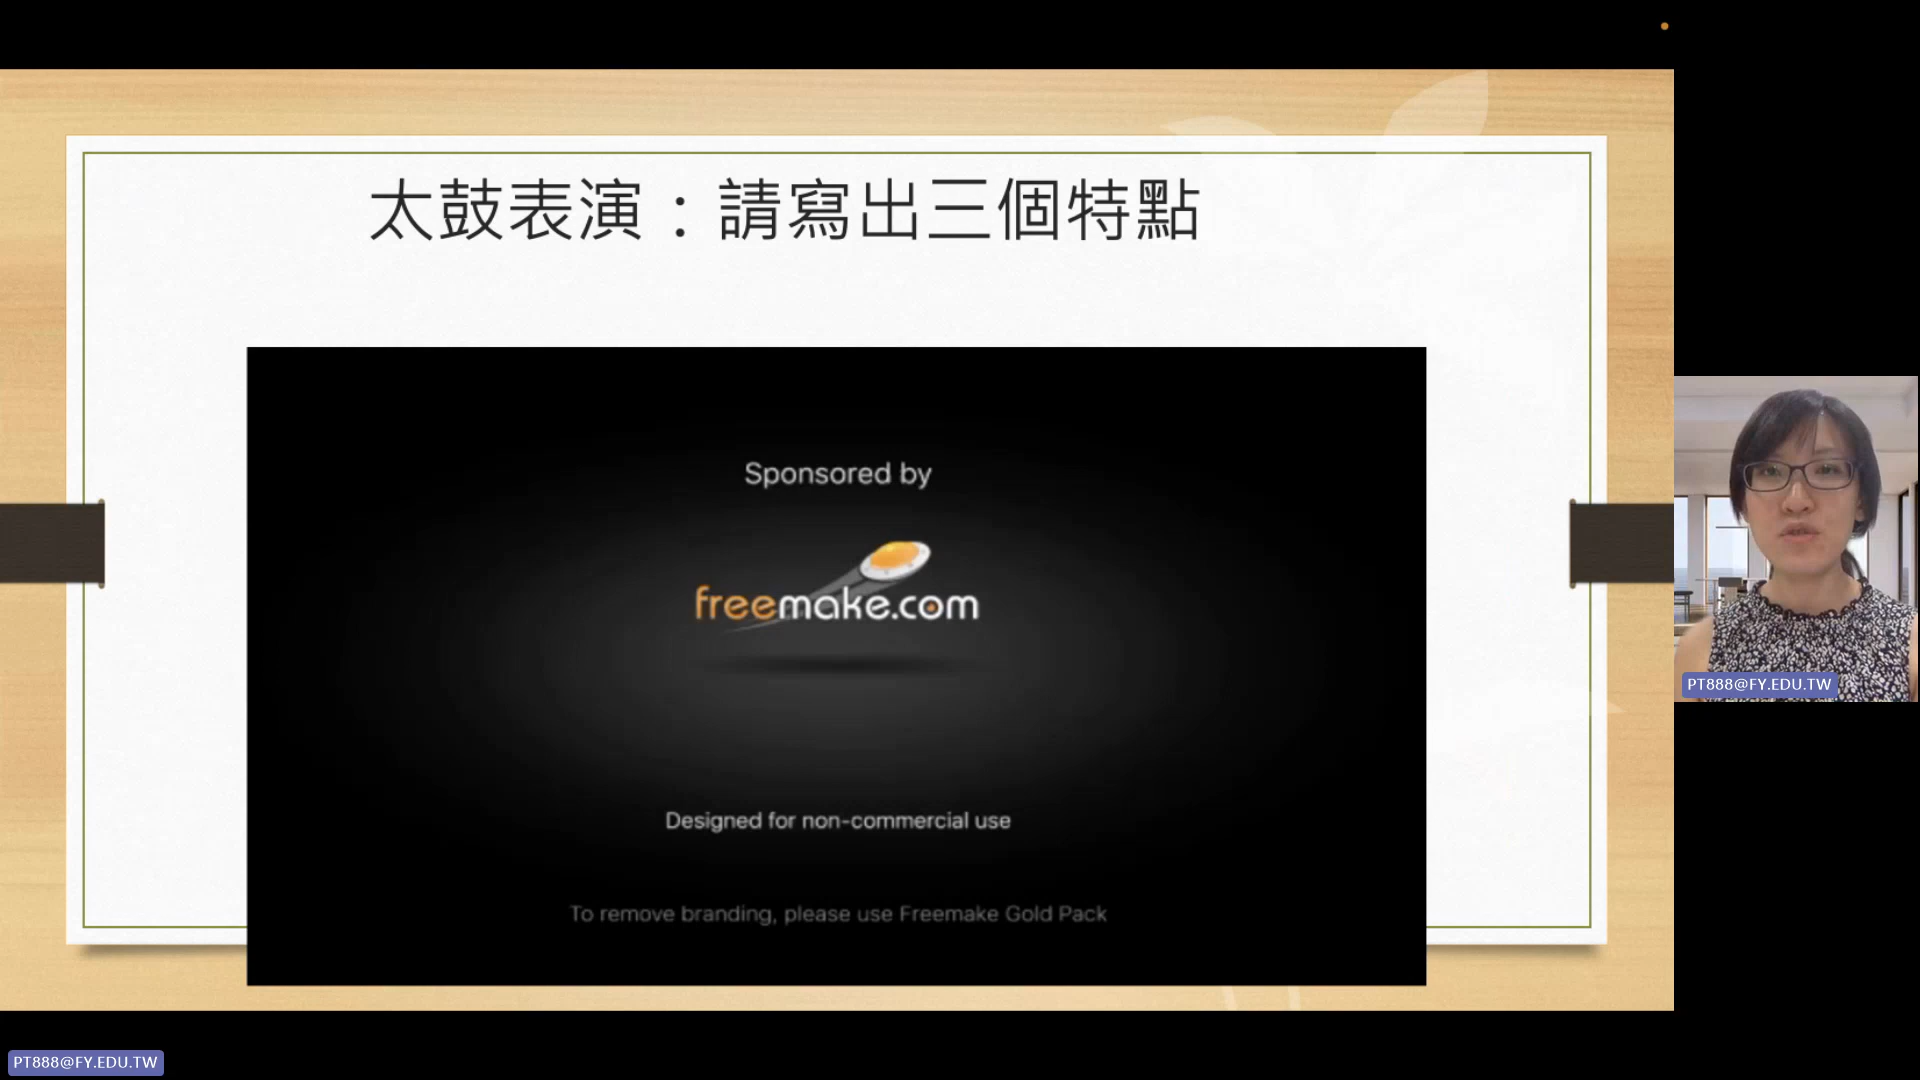 太鼓表演：請寫出三個特點
Sponsored by
freemake.com
Designed for non-commercial use
To remove branding, please use Freemake Gold Pack
PT888@FY.EDU.TW
PT888@FY.EDU.TW